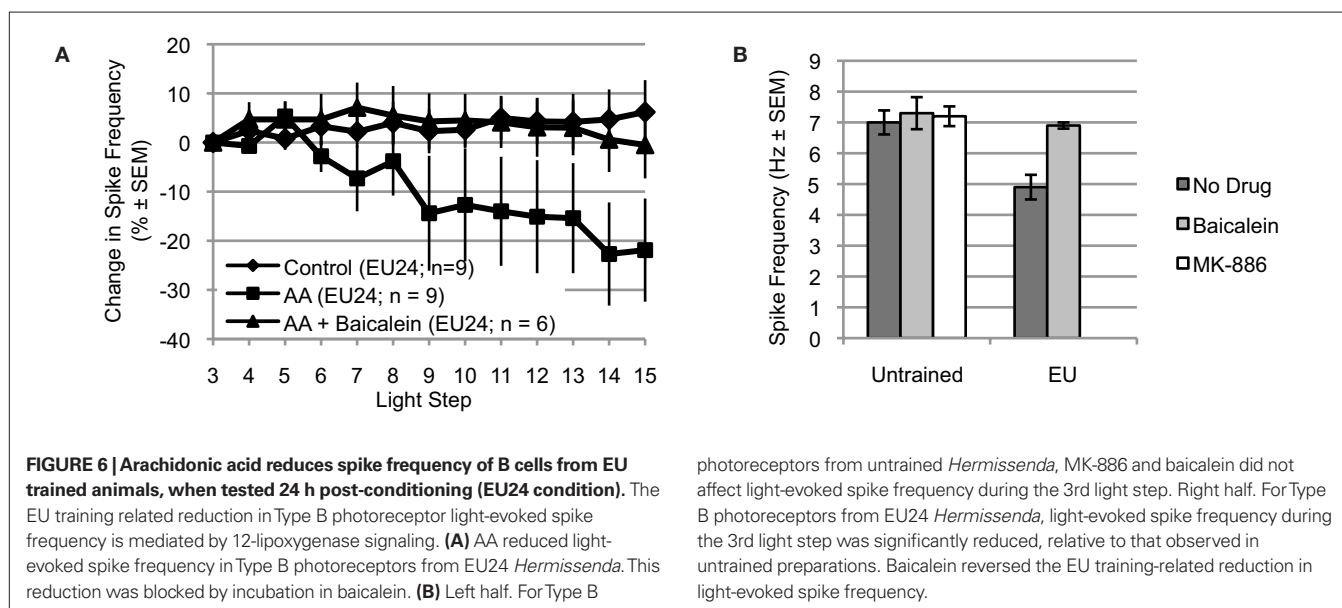 A
Change in Spike Frequency
(% ± SEM)
20
10
0
-10
-20
-30
-40
Control (EU24; n=9)
AA (EU24; n = 9)
AA + Baicalein (EU24; n = 6)
3 4 5 6 7 8 9 10 11 12 13 14 15
Light Step
B
Spike Frequency (Hz ± SEM)
9
8
7
6
5
4
3
2
1
0
Untrained EU
No Drug
Baicalein
MK-886
FIGURE 6 | Arachidonic acid reduces spike frequency of B cells from EU
trained animals, when tested 24 h post-conditioning (EU24 condition). The
EU training related reduction in Type B photoreceptor light-evoked spike
frequency is mediated by 12-lipoxygenase signaling. (A) AA reduced light-
evoked spike frequency in Type B photoreceptors from EU24 Hermissenda. This
reduction was blocked by incubation in baicalein. (B) Left half. For Type B
photoreceptors from untrained Hermissenda, MK-886 and baicalein did not
affect light-evoked spike frequency during the 3rd light step. Right half. For Type
B photoreceptors from EU24 Hermissenda, light-evoked spike frequency during
the 3rd light step was significantly reduced, relative to that observed in
untrained preparations. Baicalein reversed the EU training-related reduction in
light-evoked spike frequency.